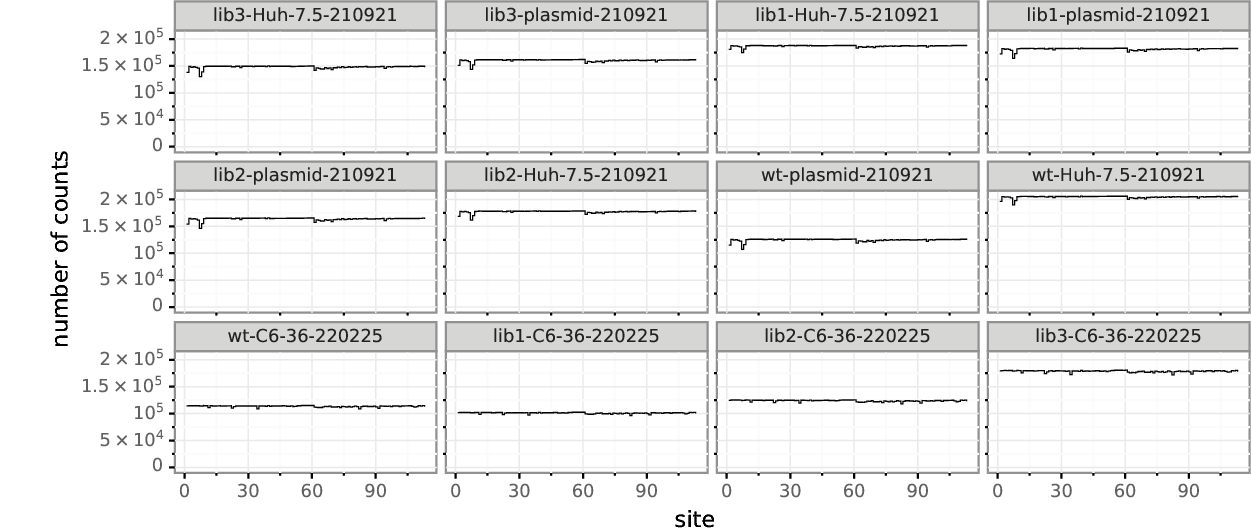 lib3-Huh-7.5-210921 lib3-plasmid-210921 lib1-Huh-7.5-210921 lib1-plasmid-210921
2 × 10⁵
1.5 × 10⁵
10⁵
5 × 10⁴
0
lib2-plasmid-210921 lib2-Huh-7.5-210921 wt-plasmid-210921 wt-Huh-7.5-210921
2 × 10⁵
1.5 × 10⁵
10⁵
5 × 10⁴
0
number of counts
wt-C6-36-220225 lib1-C6-36-220225 lib2-C6-36-220225 lib3-C6-36-220225
2 × 10⁵
1.5 × 10⁵
10⁵
5 × 10⁴
0
0 30 60 90 0 30 60 90 0 30 60 90 0 30 60 90
site